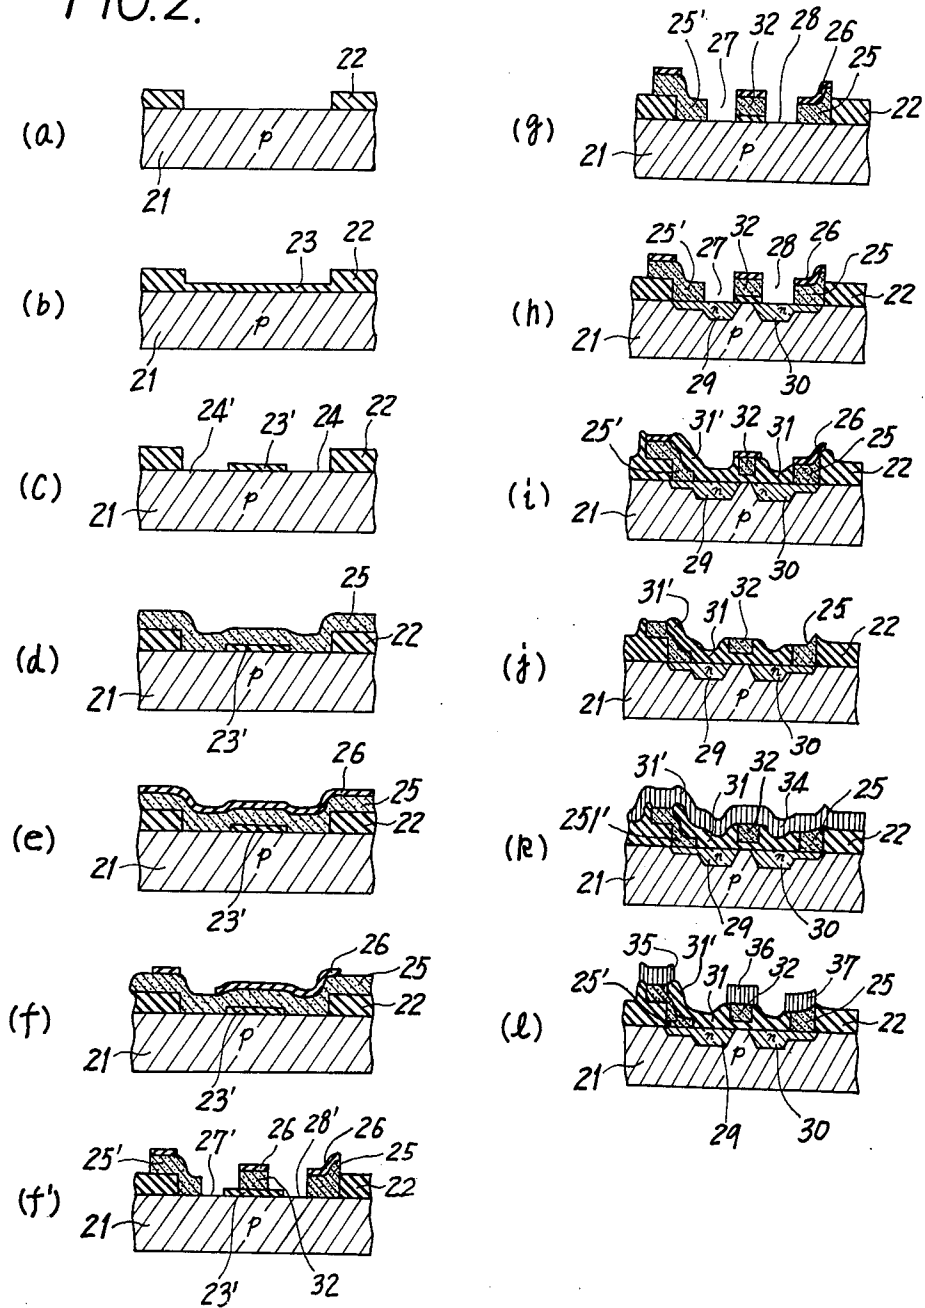 FIG.2.
(a)
22
P
21
(b)
23 22
P
21
(c)
24' 23' 24 22
P
21
(d)
25
22
P
21
23'
(e)
26
25
22
P
21
23'
(f)
26
25
22
P
21
23'
(f')
27' 26 28' 26
25' 25
22
P
21
23' 32
(g)
25' 27 32 28 26
25
22
P
21
(h)
25' 27 32 28 26
25
22
n n
P
21
29 30
(i)
25' 31' 32 31 26
25
22
n n
P
21
29 30
(j)
31' 31 32 25
22
n n
P
21
29 30
(k)
31' 31 32 34 25
251' 22
n n
P
21
29 30
(l)
35 31' 36
25' 31 32 37 25
22
n n
P
21
29 30